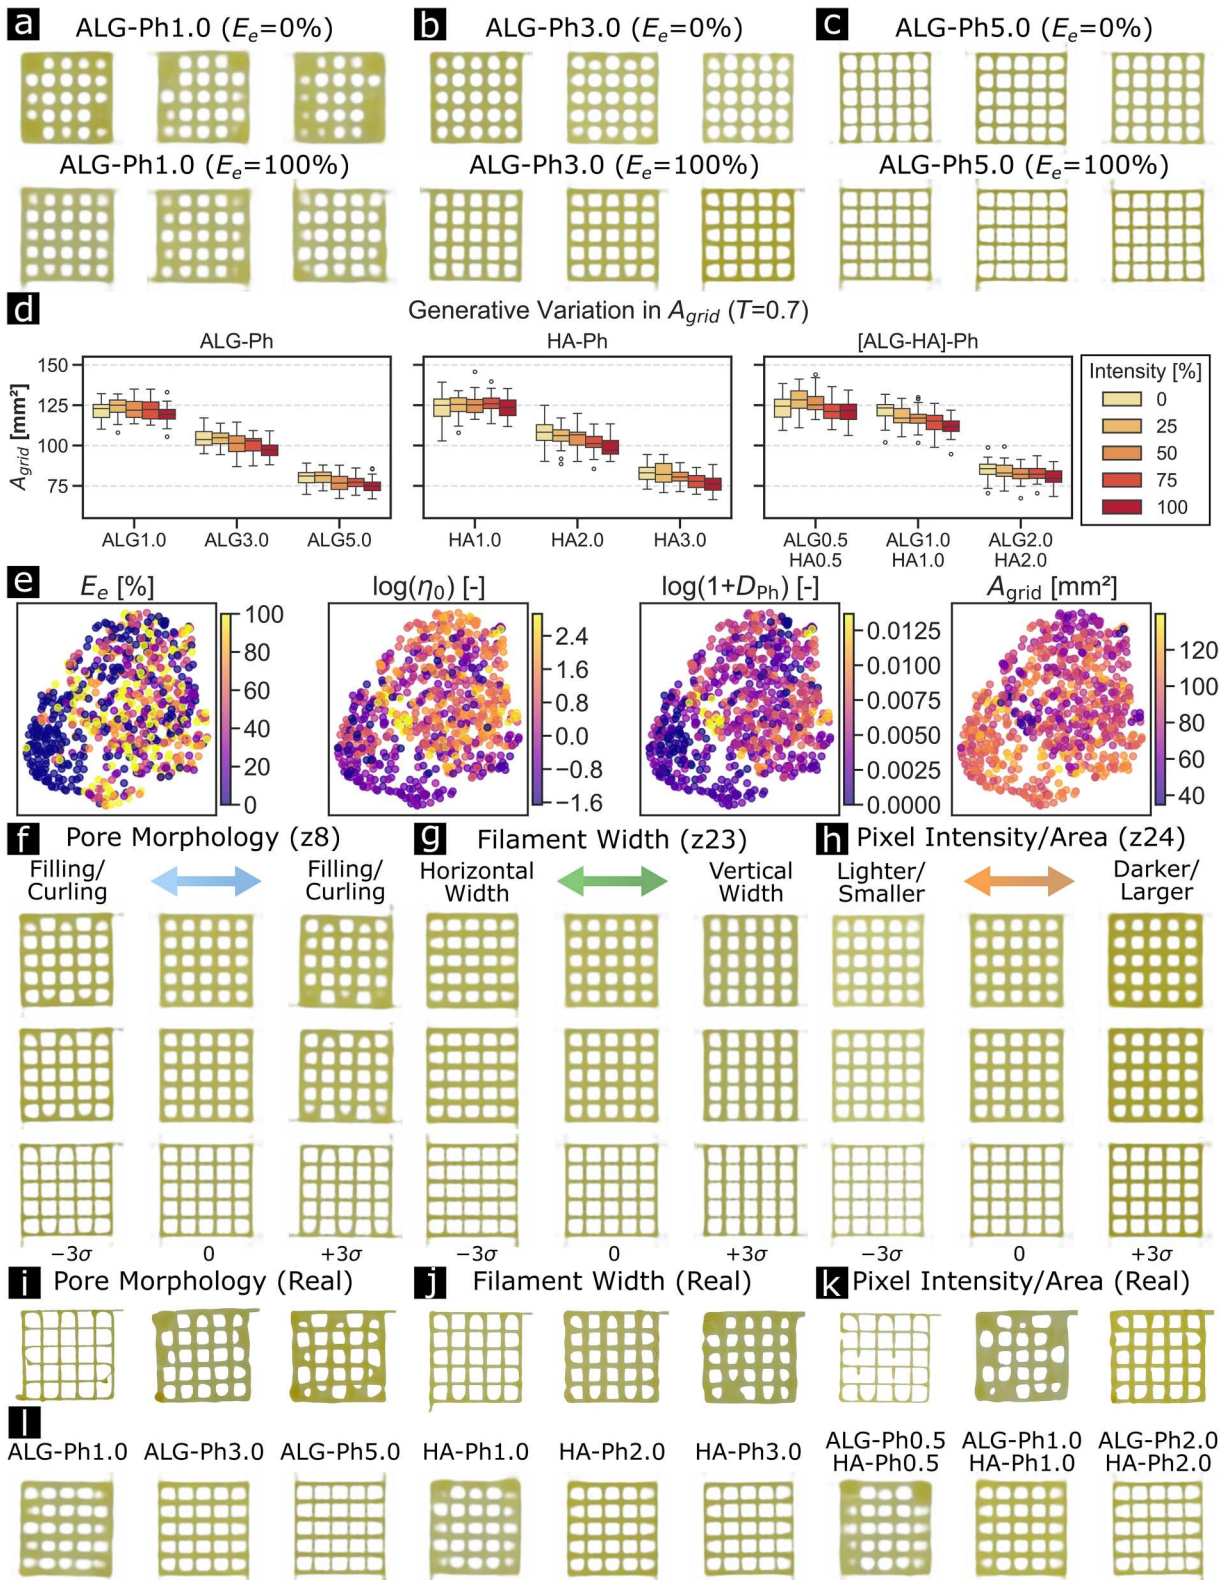 a
ALG-Ph1.0 (Ee=0%)
b
ALG-Ph3.0 (Ee=0%)
c
ALG-Ph5.0 (Ee=0%)
ALG-Ph1.0 (Ee=100%)
ALG-Ph3.0 (Ee=100%)
ALG-Ph5.0 (Ee=100%)
d
Generative Variation in Agrid (T=0.7)
ALG-Ph
HA-Ph
[ALG-HA]-Ph
Agrid [mm²]
150
125
100
75
ALG1.0
ALG3.0
ALG5.0
HA1.0
HA2.0
HA3.0
ALG0.5
HA0.5
ALG1.0
HA1.0
ALG2.0
HA2.0
Intensity [%]
0
25
50
75
100
e
Ee [%]
100
80
60
40
20
0
log(η0) [-]
2.4
1.6
0.8
0.0
−0.8
−1.6
log(1+DPh) [-]
0.0125
0.0100
0.0075
0.0050
0.0025
0.0000
Agrid [mm²]
120
100
80
60
40
f
Pore Morphology (z8)
Filling/
Curling
Filling/
Curling
−3σ
0
+3σ
g
Filament Width (z23)
Horizontal
Width
Vertical
Width
−3σ
0
+3σ
h
Pixel Intensity/Area (z24)
Lighter/
Smaller
Darker/
Larger
−3σ
0
+3σ
i
Pore Morphology (Real)
j
Filament Width (Real)
k
Pixel Intensity/Area (Real)
l
ALG-Ph1.0
ALG-Ph3.0
ALG-Ph5.0
HA-Ph1.0
HA-Ph2.0
HA-Ph3.0
ALG-Ph0.5
HA-Ph0.5
ALG-Ph1.0
HA-Ph1.0
ALG-Ph2.0
HA-Ph2.0